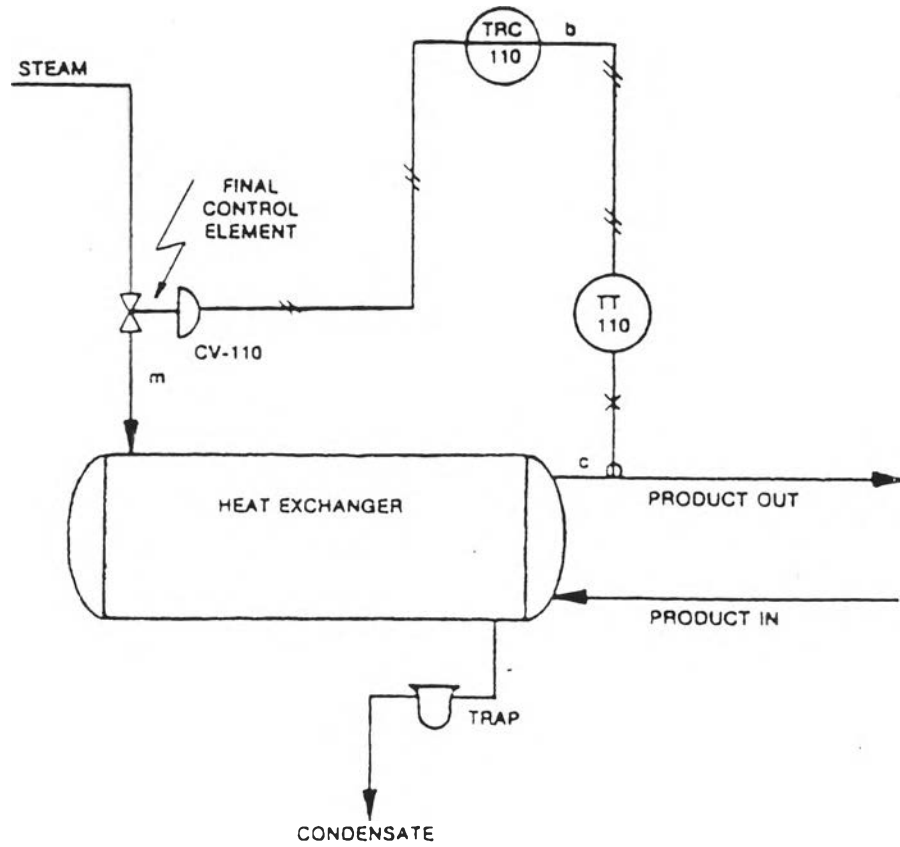 TRC
110
b
STEAM
FINAL
CONTROL
ELEMENT
TT
110
CV-110
m
c
HEAT EXCHANGER
PRODUCT OUT
PRODUCT IN
TRAP
CONDENSATE